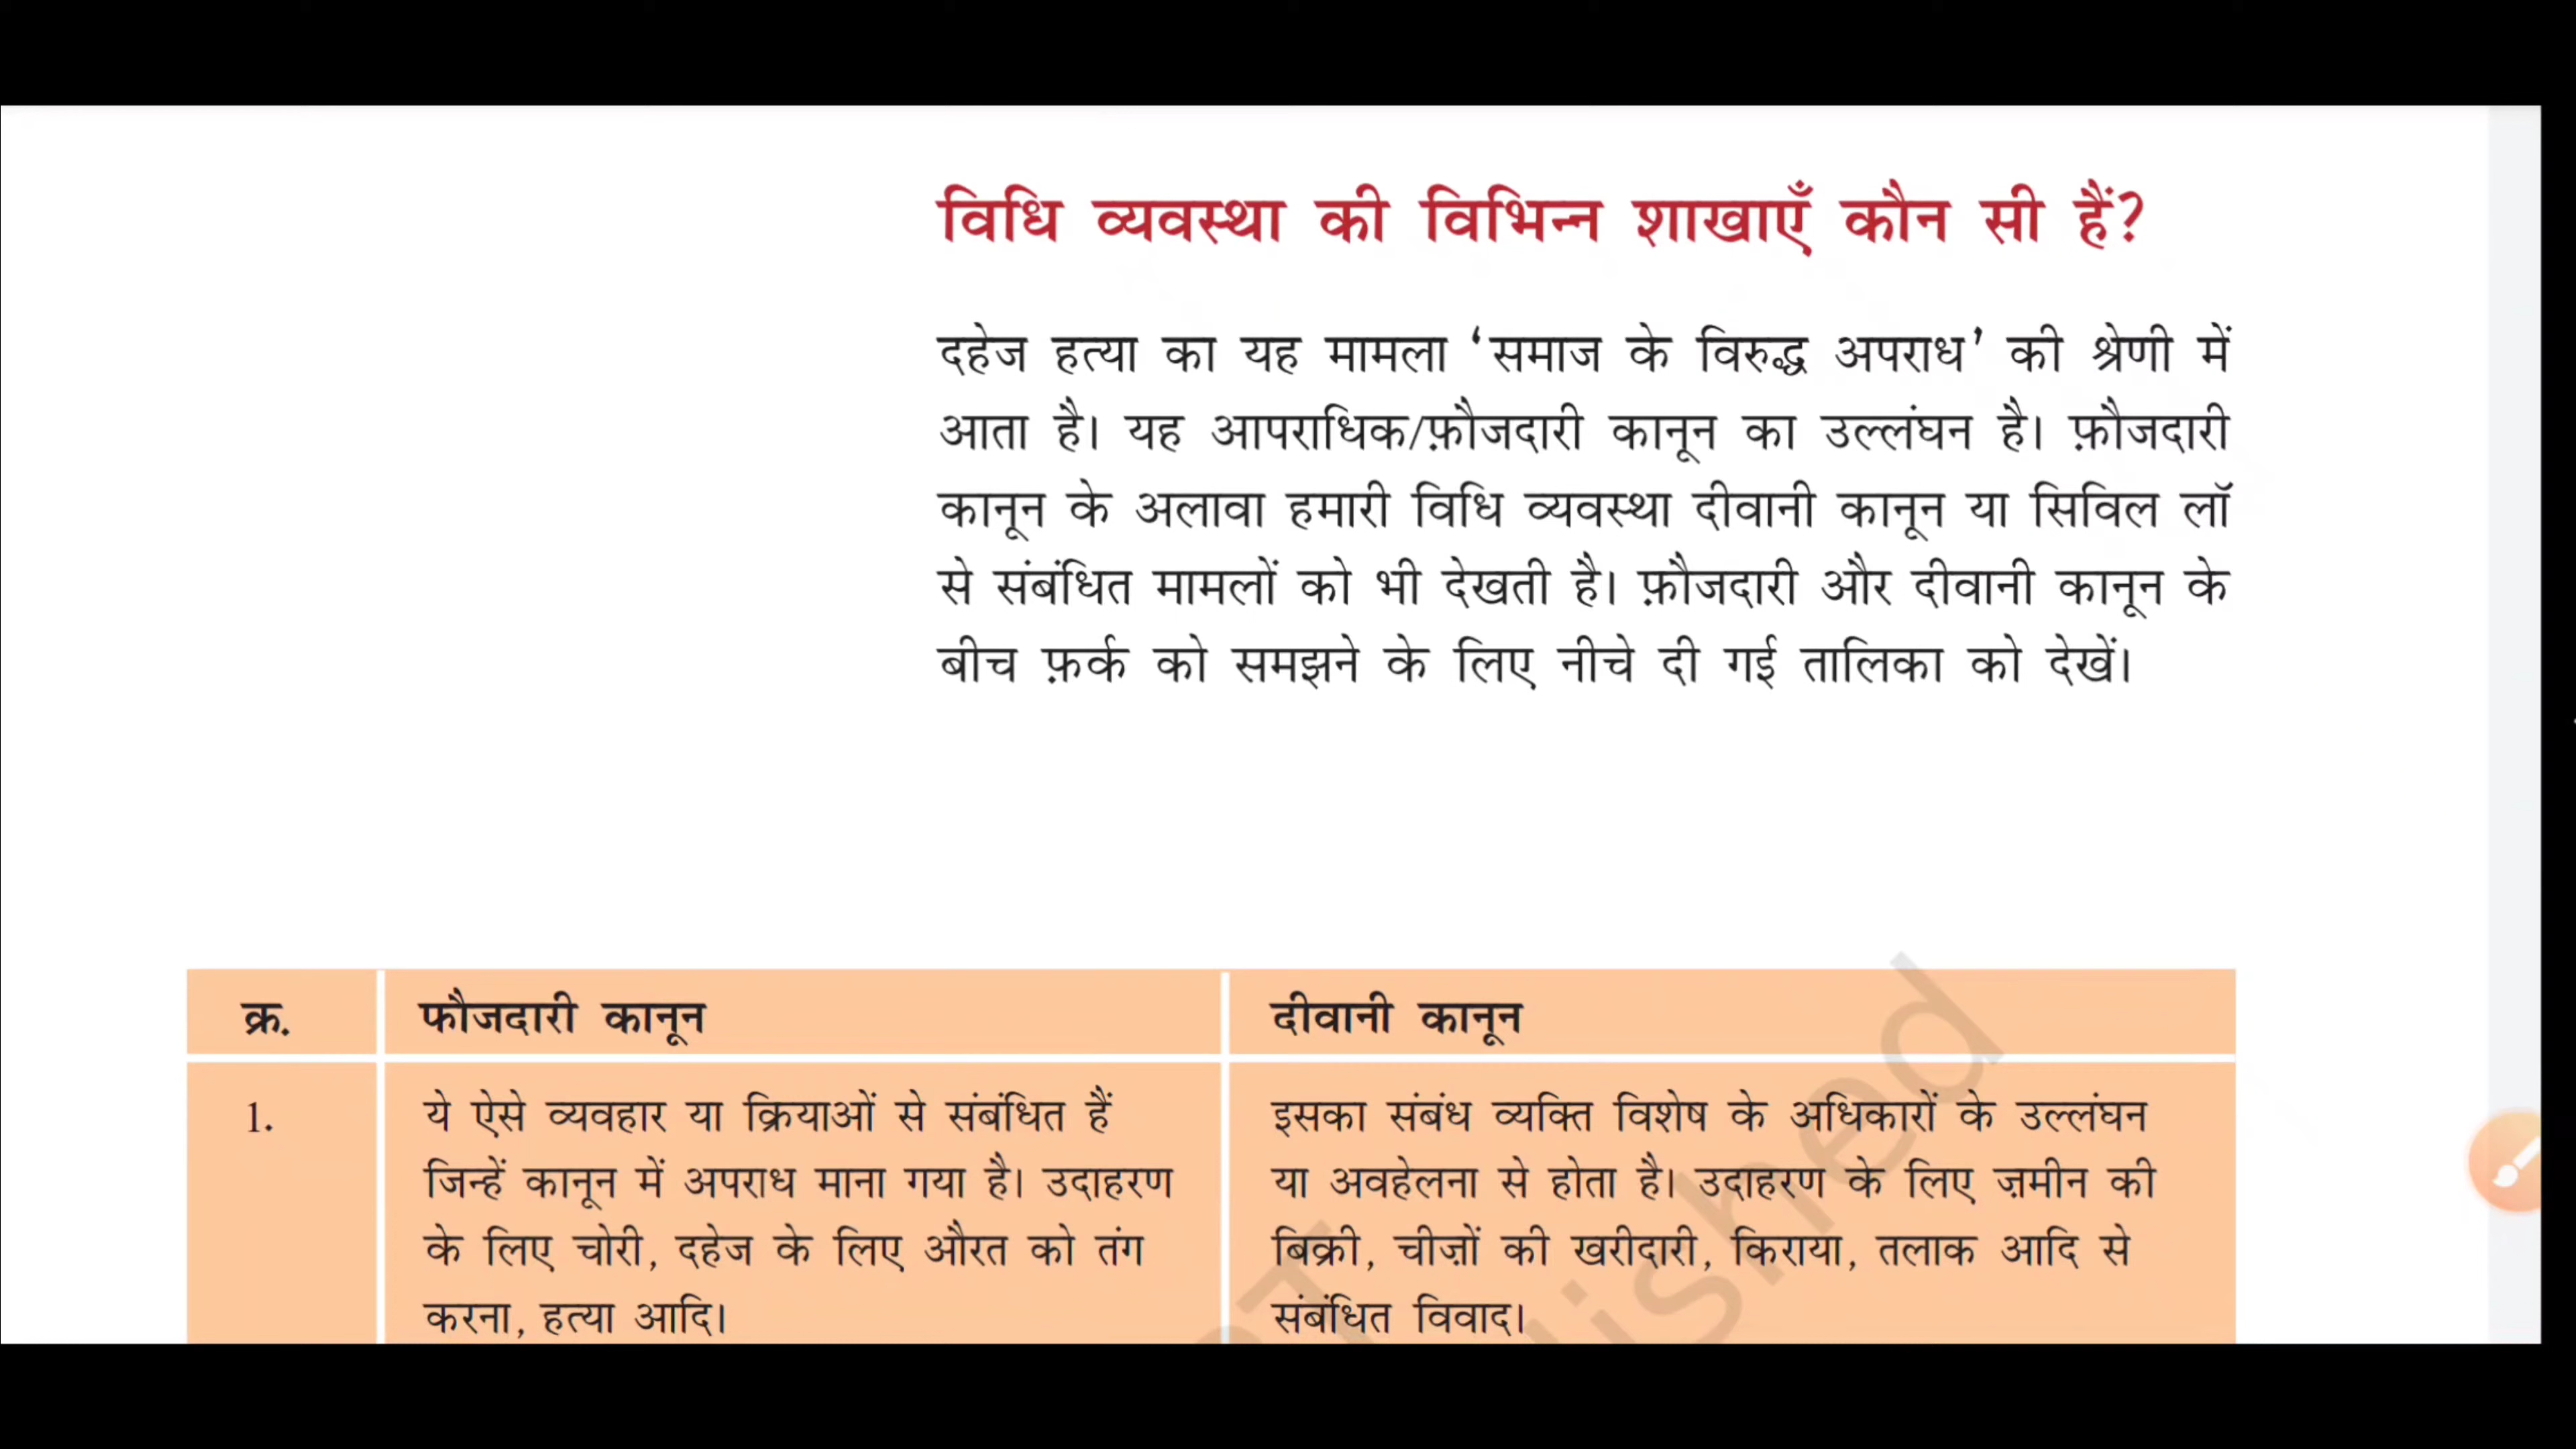 विधि व्यवस्था की विभिन्न शाखाएँ कौन सी हैं?
दहेज हत्या का यह मामला ‘समाज के विरुद्ध अपराध’ की श्रेणी में
आता है। यह आपराधिक/फ़ौजदारी कानून का उल्लंघन है। फ़ौजदारी
कानून के अलावा हमारी विधि व्यवस्था दीवानी कानून या सिविल लॉ
से संबंधित मामलों को भी देखती है। फ़ौजदारी और दीवानी कानून के
बीच फ़र्क को समझने के लिए नीचे दी गई तालिका को देखें।
क्र. फौजदारी कानून दीवानी कानून
1.
ये ऐसे व्यवहार या क्रियाओं से संबंधित हैं
जिन्हें कानून में अपराध माना गया है। उदाहरण
के लिए चोरी, दहेज के लिए औरत को तंग
करना, हत्या आदि।
इसका संबंध व्यक्ति विशेष के अधिकारों के उल्लंघन
या अवहेलना से होता है। उदाहरण के लिए ज़मीन की
बिक्री, चीज़ों की खरीदारी, किराया, तलाक आदि से
संबंधित विवाद।